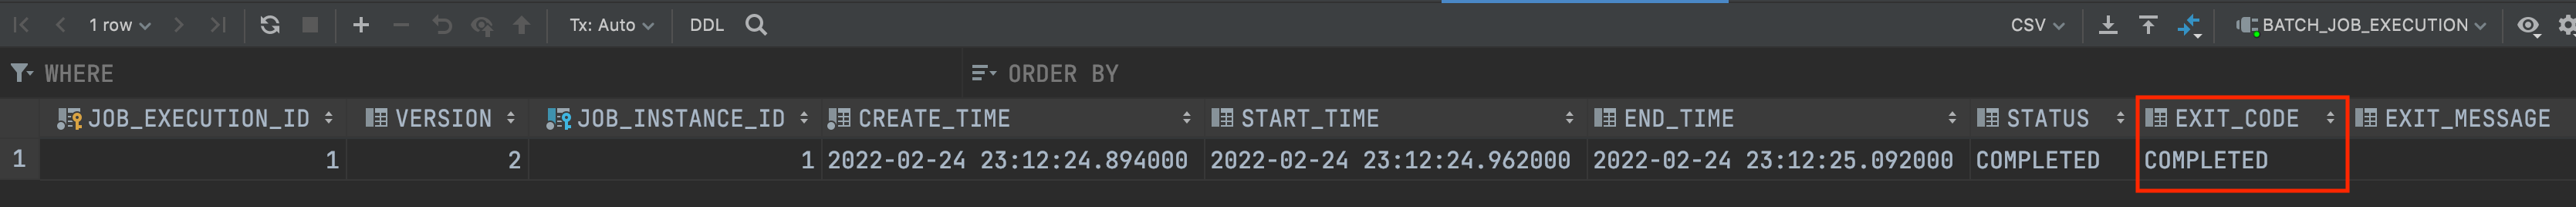 1 row Tx: Auto DDL CSV BATCH_JOB_EXECUTION
WHERE ORDER BY
JOB_EXECUTION_ID VERSION JOB_INSTANCE_ID CREATE_TIME START_TIME END_TIME STATUS EXIT_CODE EXIT_MESSAGE
1 1 2 1 2022-02-24 23:12:24.894000 2022-02-24 23:12:24.962000 2022-02-24 23:12:25.092000 COMPLETED COMPLETED